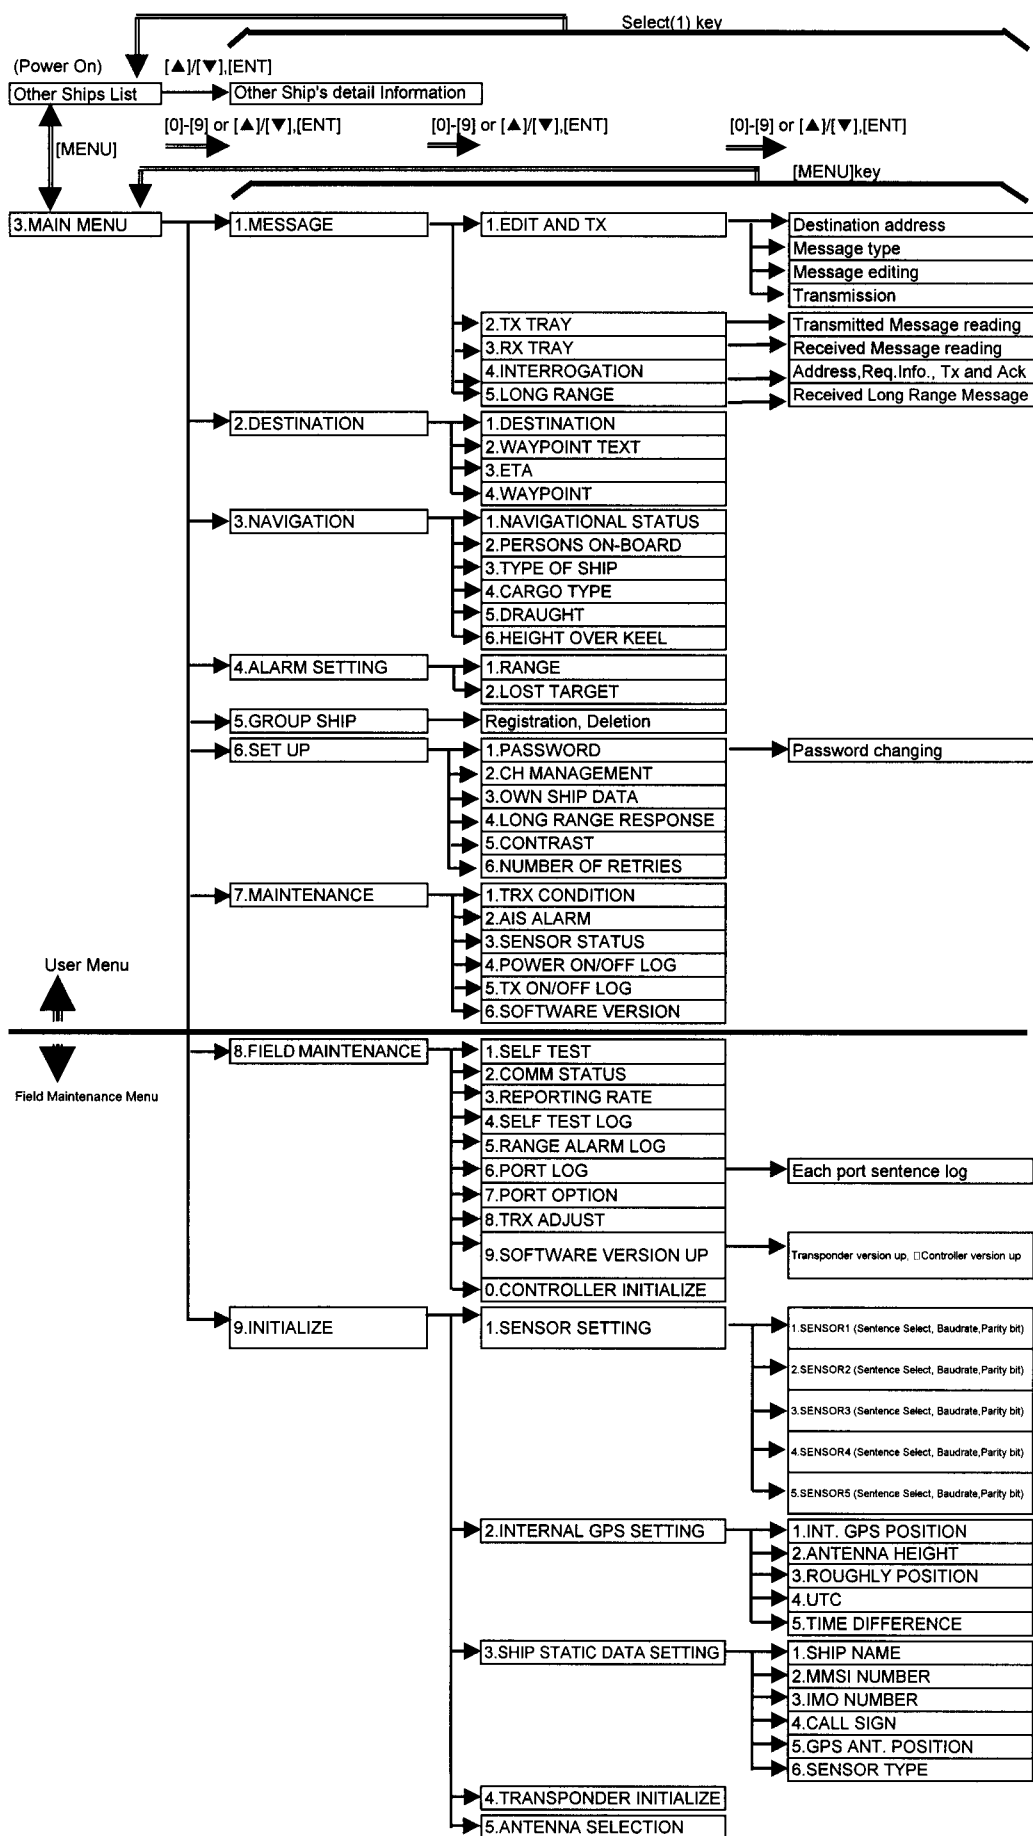 Select(1) key
(Power On)
[▲]/[▼],[ENT]
Other Ships List
Other Ship's detail Information
[0]-[9] or [▲]/[▼],[ENT]
[0]-[9] or [▲]/[▼],[ENT]
[0]-[9] or [▲]/[▼],[ENT]
[MENU]
[MENU]key
3.MAIN MENU
1.MESSAGE
1.EDIT AND TX
Destination address
Message type
Message editing
Transmission
2.TX TRAY
Transmitted Message reading
3.RX TRAY
Received Message reading
4.INTERROGATION
Address,Req.Info., Tx and Ack
5.LONG RANGE
Received Long Range Message
2.DESTINATION
1.DESTINATION
2.WAYPOINT TEXT
3.ETA
4.WAYPOINT
3.NAVIGATION
1.NAVIGATIONAL STATUS
2.PERSONS ON-BOARD
3.TYPE OF SHIP
4.CARGO TYPE
5.DRAUGHT
6.HEIGHT OVER KEEL
4.ALARM SETTING
1.RANGE
2.LOST TARGET
5.GROUP SHIP
Registration, Deletion
6.SET UP
1.PASSWORD
Password changing
2.CH MANAGEMENT
3.OWN SHIP DATA
4.LONG RANGE RESPONSE
5.CONTRAST
6.NUMBER OF RETRIES
7.MAINTENANCE
1.TRX CONDITION
2.AIS ALARM
3.SENSOR STATUS
4.POWER ON/OFF LOG
5.TX ON/OFF LOG
6.SOFTWARE VERSION
User Menu
Field Maintenance Menu
8.FIELD MAINTENANCE
1.SELF TEST
2.COMM STATUS
3.REPORTING RATE
4.SELF TEST LOG
5.RANGE ALARM LOG
6.PORT LOG
Each port sentence log
7.PORT OPTION
8.TRX ADJUST
9.SOFTWARE VERSION UP
Transponder version up, □Controller version up
0.CONTROLLER INITIALIZE
9.INITIALIZE
1.SENSOR SETTING
1.SENSOR1 (Sentence Select, Baudrate,Parity bit)
2.SENSOR2 (Sentence Select, Baudrate,Parity bit)
3.SENSOR3 (Sentence Select, Baudrate,Parity bit)
4.SENSOR4 (Sentence Select, Baudrate,Parity bit)
5.SENSOR5 (Sentence Select, Baudrate,Parity bit)
2.INTERNAL GPS SETTING
1.INT. GPS POSITION
2.ANTENNA HEIGHT
3.ROUGHLY POSITION
4.UTC
5.TIME DIFFERENCE
3.SHIP STATIC DATA SETTING
1.SHIP NAME
2.MMSI NUMBER
3.IMO NUMBER
4.CALL SIGN
5.GPS ANT. POSITION
6.SENSOR TYPE
4.TRANSPONDER INITIALIZE
5.ANTENNA SELECTION